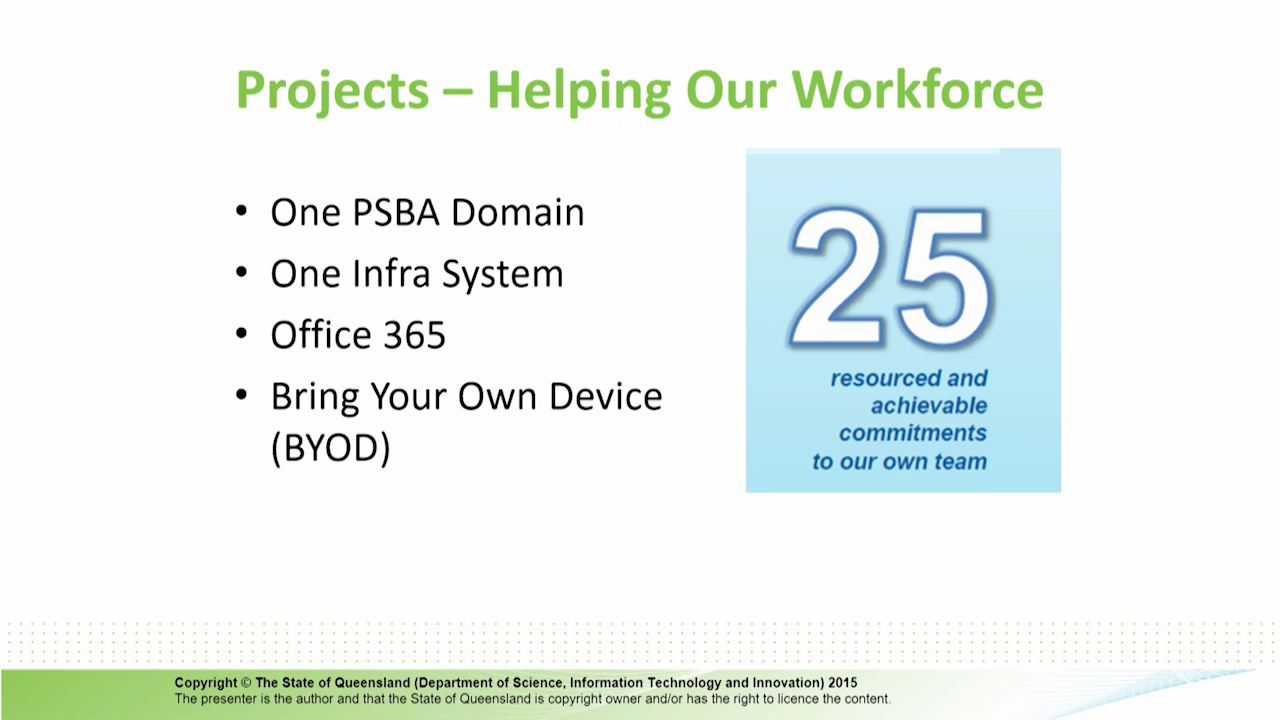 Projects – Helping Our Workforce
• One PSBA Domain
• One Infra System
• Office 365
• Bring Your Own Device
(BYOD)
25
resourced and
achievable
commitments
to our own team
Copyright © The State of Queensland (Department of Science, Information Technology and Innovation) 2015
The presenter is the author and that the State of Queensland is copyright owner and/or has the right to licence the content.